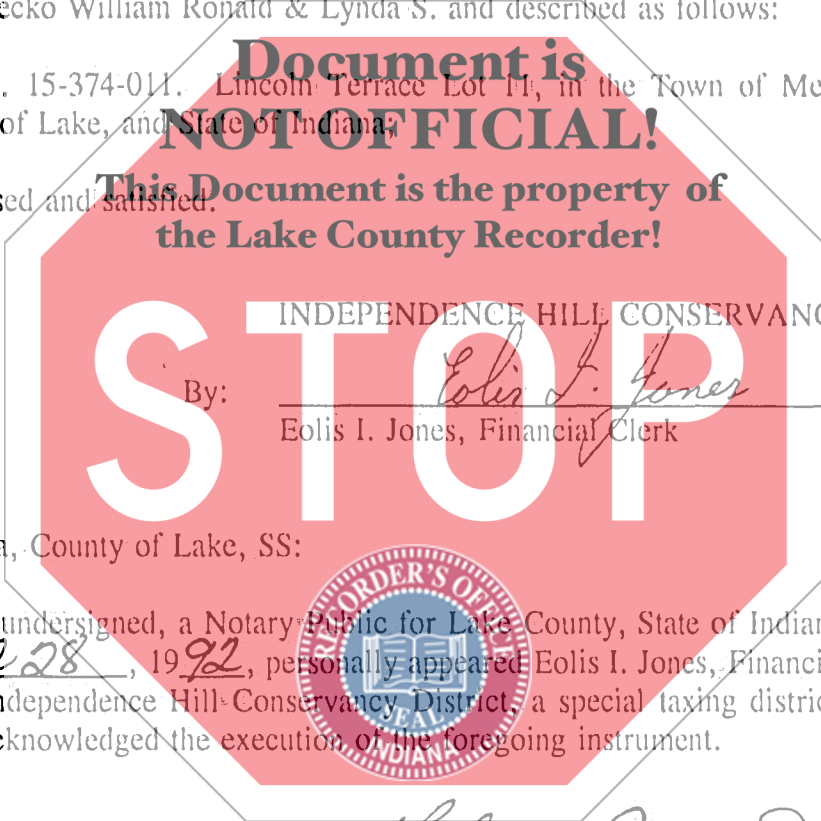 ecko William Ronald & Lynda S. and described as follows:
Document is
. 15-374-011. Lincoln Terrace Lot 11, in the Town of Me
NOT OFFICIAL!
of Lake, and State of Indiana;
This Document is the property of
sed and satisfied.
the Lake County Recorder!
STOP
INDEPENDENCE HILL CONSERVANC
By: Eolis I. Jones
Eolis I. Jones, Financial Clerk
a, County of Lake, SS:
RECORDER'S OFFICE
undersigned, a Notary Public for Lake County, State of Indian
28, 1992, personally appeared Eolis I. Jones, Financi
ndependence Hill Conservancy District, a special taxing distric
SEAL
cknowledged the execution of the foregoing instrument.
INDIANA